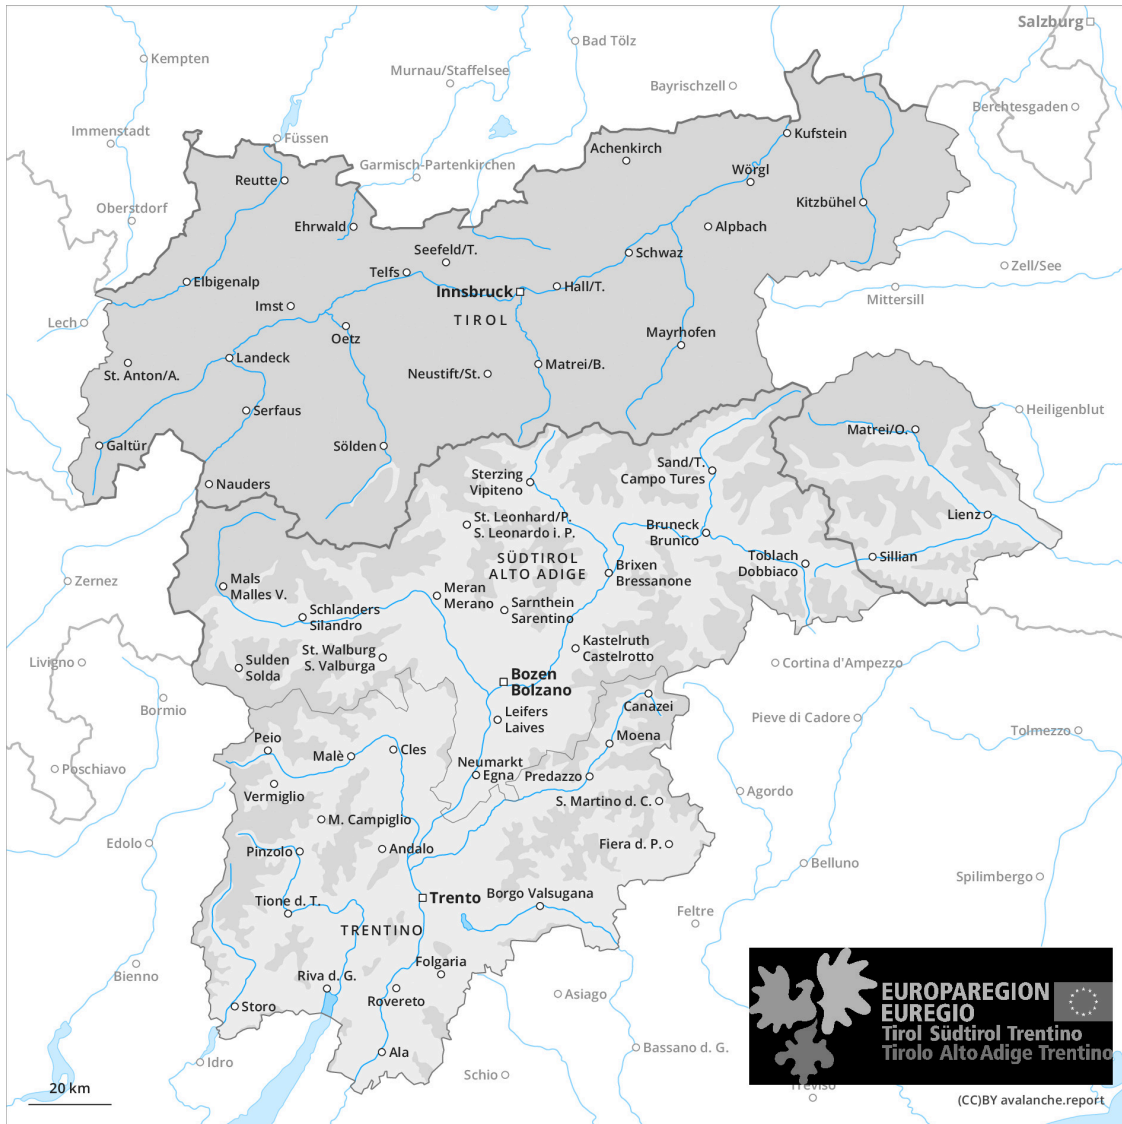 Salzburg
Bad Tölz
Kempten
Murnau/Staffelsee
Bayrischzell
Berchtesgaden
Immenstadt
Füssen
Kufstein
Achenkirch
Garmisch-Partenkirchen
Wörgl
Reutte
Oberstdorf
Kitzbühel
Ehrwald
Alpbach
Seefeld/T.
Schwaz
Zell/See
Telfs
Elbigenalp
Hall/T.
Innsbruck
Mittersill
Imst
TIROL
Lech
Oetz
Mayrhofen
Landeck
Matrei/B.
St. Anton/A.
Neustift/St.
Serfaus
Heiligenblut
Matrei/O.
Galtür
Sölden
Sterzing
Vipiteno
Sand/T.
Campo Tures
Nauders
St. Leonhard/P.
S. Leonardo i. P.
Lienz
Bruneck
Brunico
SÜDTIROL
ALTO ADIGE
Toblach
Dobbiaco
Sillian
Brixen
Bressanone
Zernez
Mals
Malles V.
Meran
Merano
Sarnthein
Sarentino
Schlanders
Silandro
Kastelruth
Castelrotto
St. Walburg
S. Valburga
Livigno
Sulden
Solda
Cortina d'Ampezzo
Bozen
Bolzano
Canazei
Bormio
Leifers
Laives
Pieve di Cadore
Tolmezzo
Moena
Peio
Cles
Malè
Neumarkt
Egna
Predazzo
Poschiavo
Vermiglio
Agordo
S. Martino d. C.
M. Campiglio
Edolo
Pinzolo
Andalo
Fiera d. P.
Belluno
Spilimbergo
Borgo Valsugana
Trento
Tione d. T.
Feltre
TRENTINO
Folgaria
Bienno
Riva d. G.
Asiago
Rovereto
Storo
EUROPAREGION
EUREGIO
Tirol Südtirol Trentino
Tirolo Alto Adige Trentino
Ala
Idro
Bassano d. G.
Schio
Treviso
20 km
(CC)BY avalanche.report